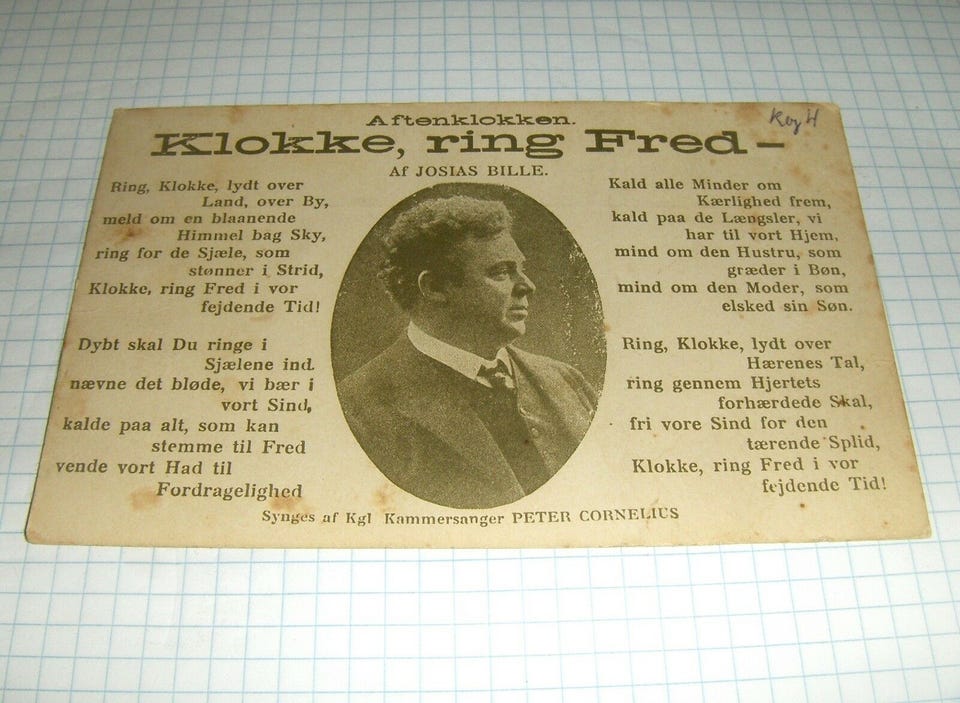 Aftenklokken.
Klokke, ring Fred –
Af JOSIAS BILLE.
Ring, Klokke, lydt over
Land, over By,
meld om en blaanende
Himmel bag Sky,
ring for de Sjæle, som
stønner i Strid,
Klokke, ring Fred i vor
fejdende Tid!
Dybt skal Du ringe i
Sjælene ind.
nævne det bløde, vi bær i
vort Sind,
kalde paa alt, som kan
stemme til Fred
vende vort Had til
Fordragelighed
Kald alle Minder om
Kærlighed frem,
kald paa de Længsler, vi
har til vort Hjem,
mind om den Hustru, som
græder i Bøn,
mind om den Moder, som
elsked sin Søn.
Ring, Klokke, lydt over
Hærenes Tal,
ring gennem Hjertets
forhærdede Skal,
fri vore Sind for den
tærende Splid,
Klokke, ring Fred i vor
fejdende Tid!
Synges af Kgl Kammersanger PETER CORNELIUS